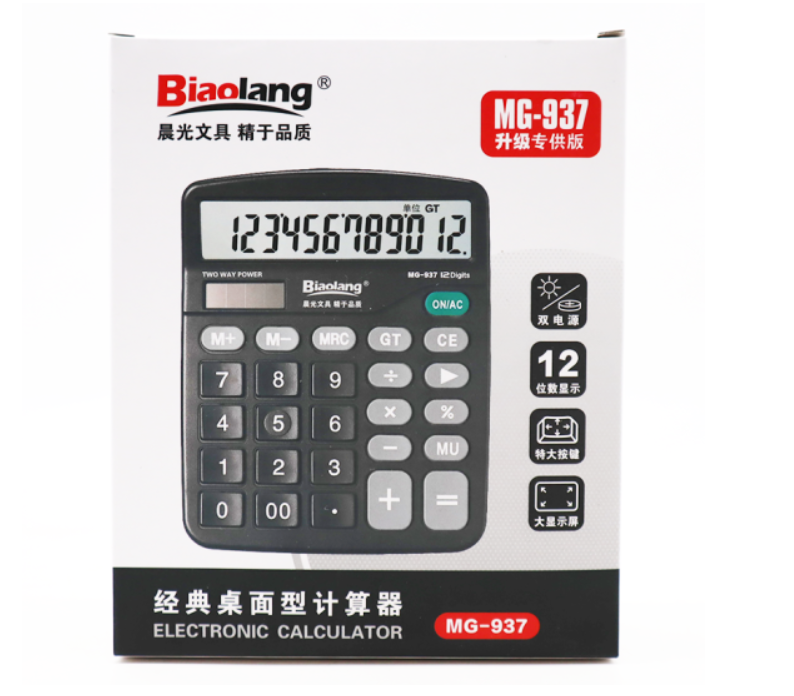 Biaolang®
晨光文具 精于品质
MG-937
升级专供版
单位 GT
123456789012.
TWO WAY POWER
MG-937 12Digits
Biaolang®
晨光文具 精于品质
ON/AC
M+ M− MRC GT CE
7 8 9 ÷ ▶
4 5 6 × %
1 2 3 − MU
0 00 · + =
双电源
12
位数显示
特大按键
大显示屏
经典桌面型计算器
ELECTRONIC CALCULATOR
MG-937